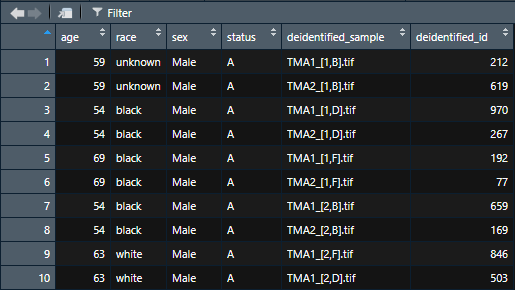 Filter
age race sex status deidentified_sample deidentified_id
1 59 unknown Male A TMA1_[1,B].tif 212
2 59 unknown Male A TMA2_[1,B].tif 619
3 54 black Male A TMA1_[1,D].tif 970
4 54 black Male A TMA2_[1,D].tif 267
5 69 black Male A TMA1_[1,F].tif 192
6 69 black Male A TMA2_[1,F].tif 77
7 54 black Male A TMA1_[2,B].tif 659
8 54 black Male A TMA2_[2,B].tif 169
9 63 white Male A TMA1_[2,F].tif 846
10 63 white Male A TMA1_[2,D].tif 503